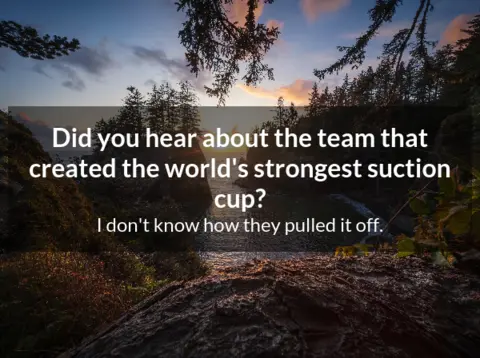 Did you hear about the team that
created the world's strongest suction
cup?
I don't know how they pulled it off.